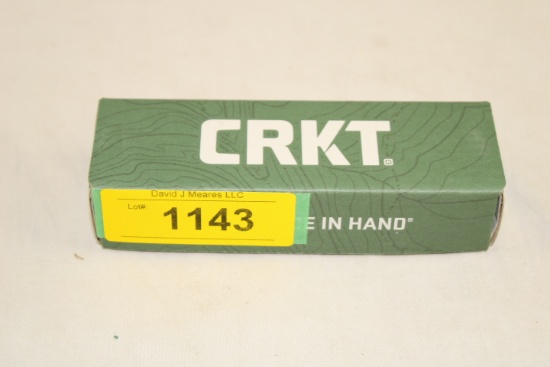 CRKT®
David J Meares LLC
Lot#:
1143
E IN HAND®